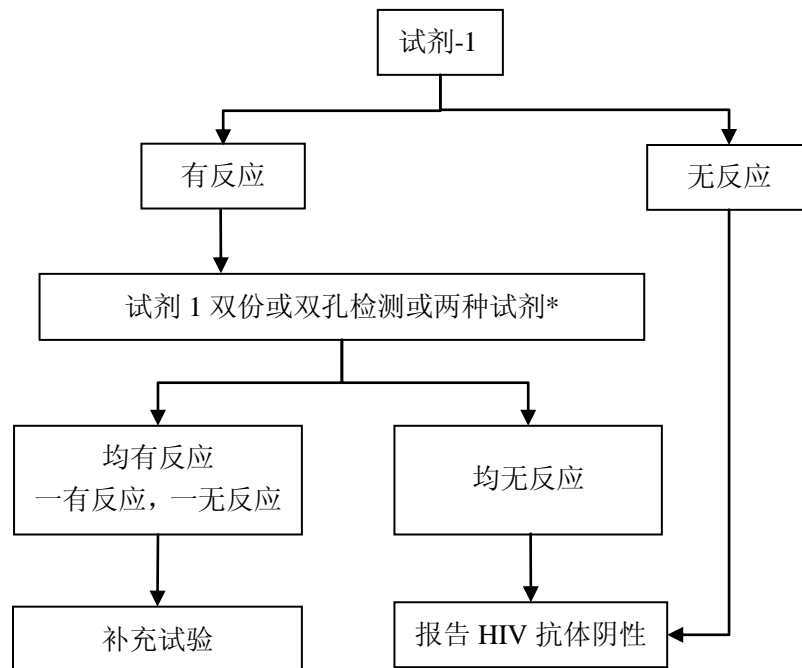 试剂-1
有反应
无反应
试剂 1 双份或双孔检测或两种试剂*
均有反应
一有反应，一无反应
均无反应
补充试验
报告 HIV 抗体阴性